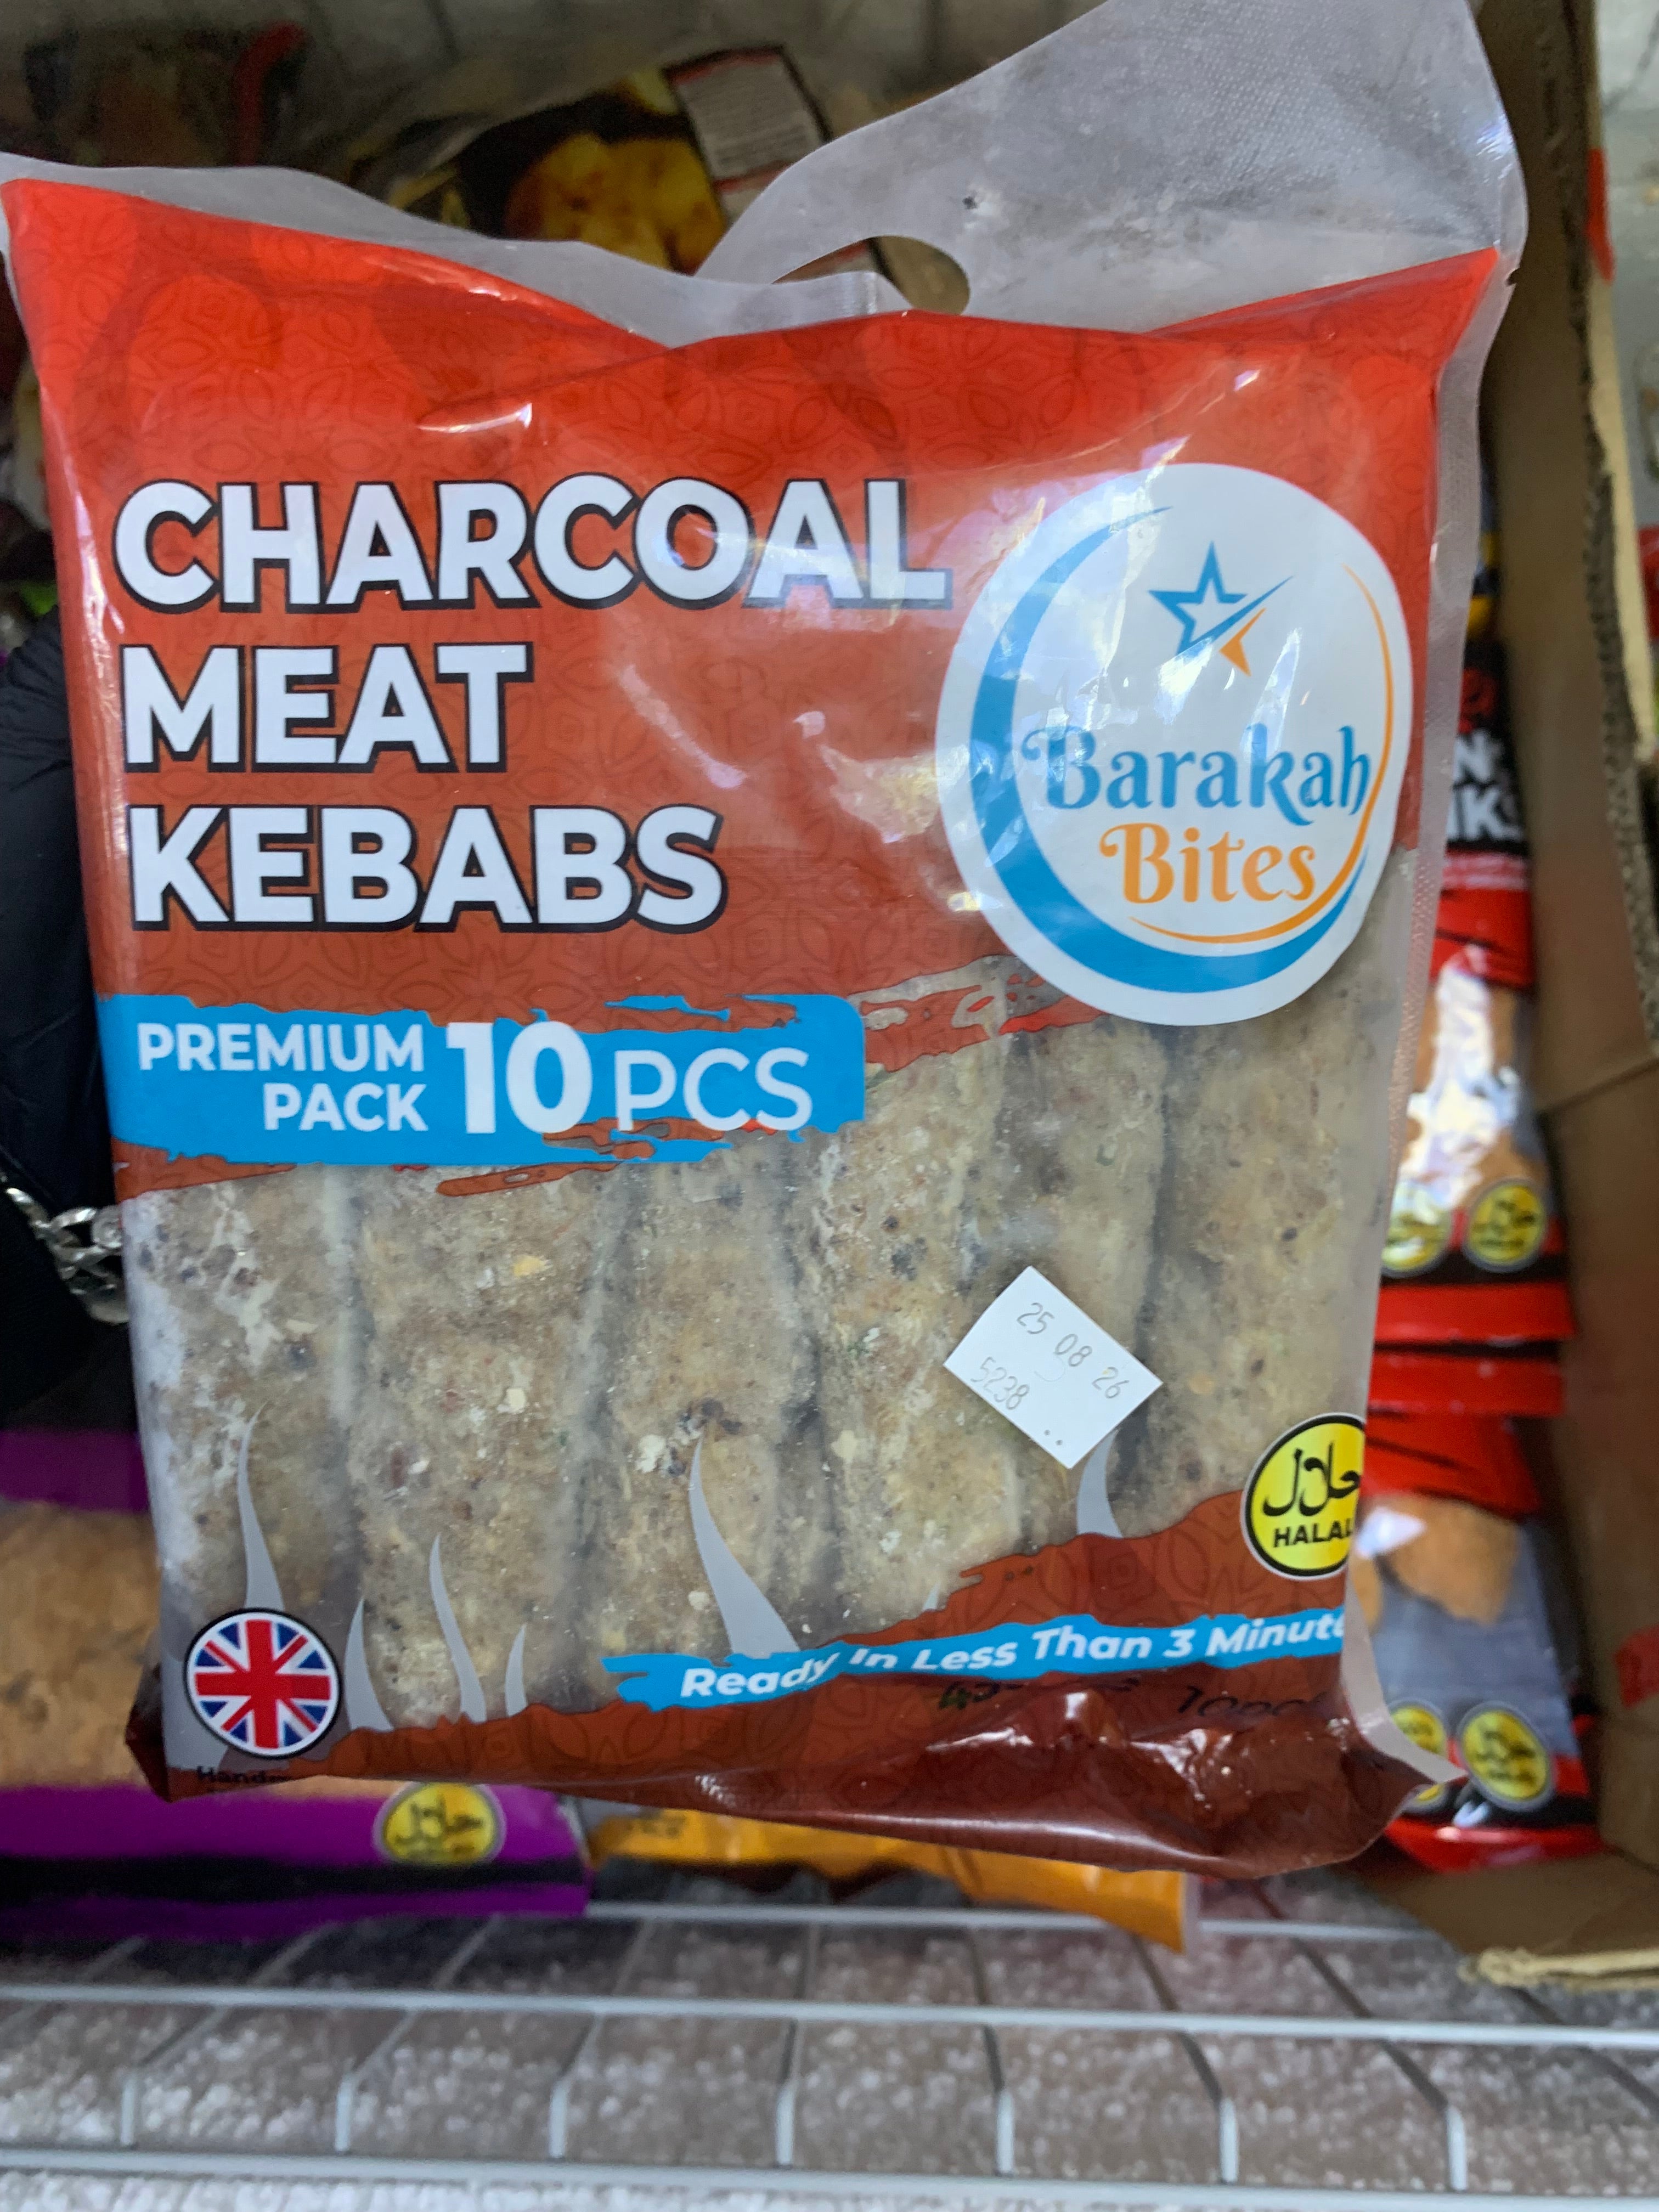 CHARCOAL
MEAT
KEBABS
Barakah
Bites
PREMIUM
PACK
10 PCS
25 08 26
5238
حلال
HALAL
Ready In Less Than 3 Minute
حلال